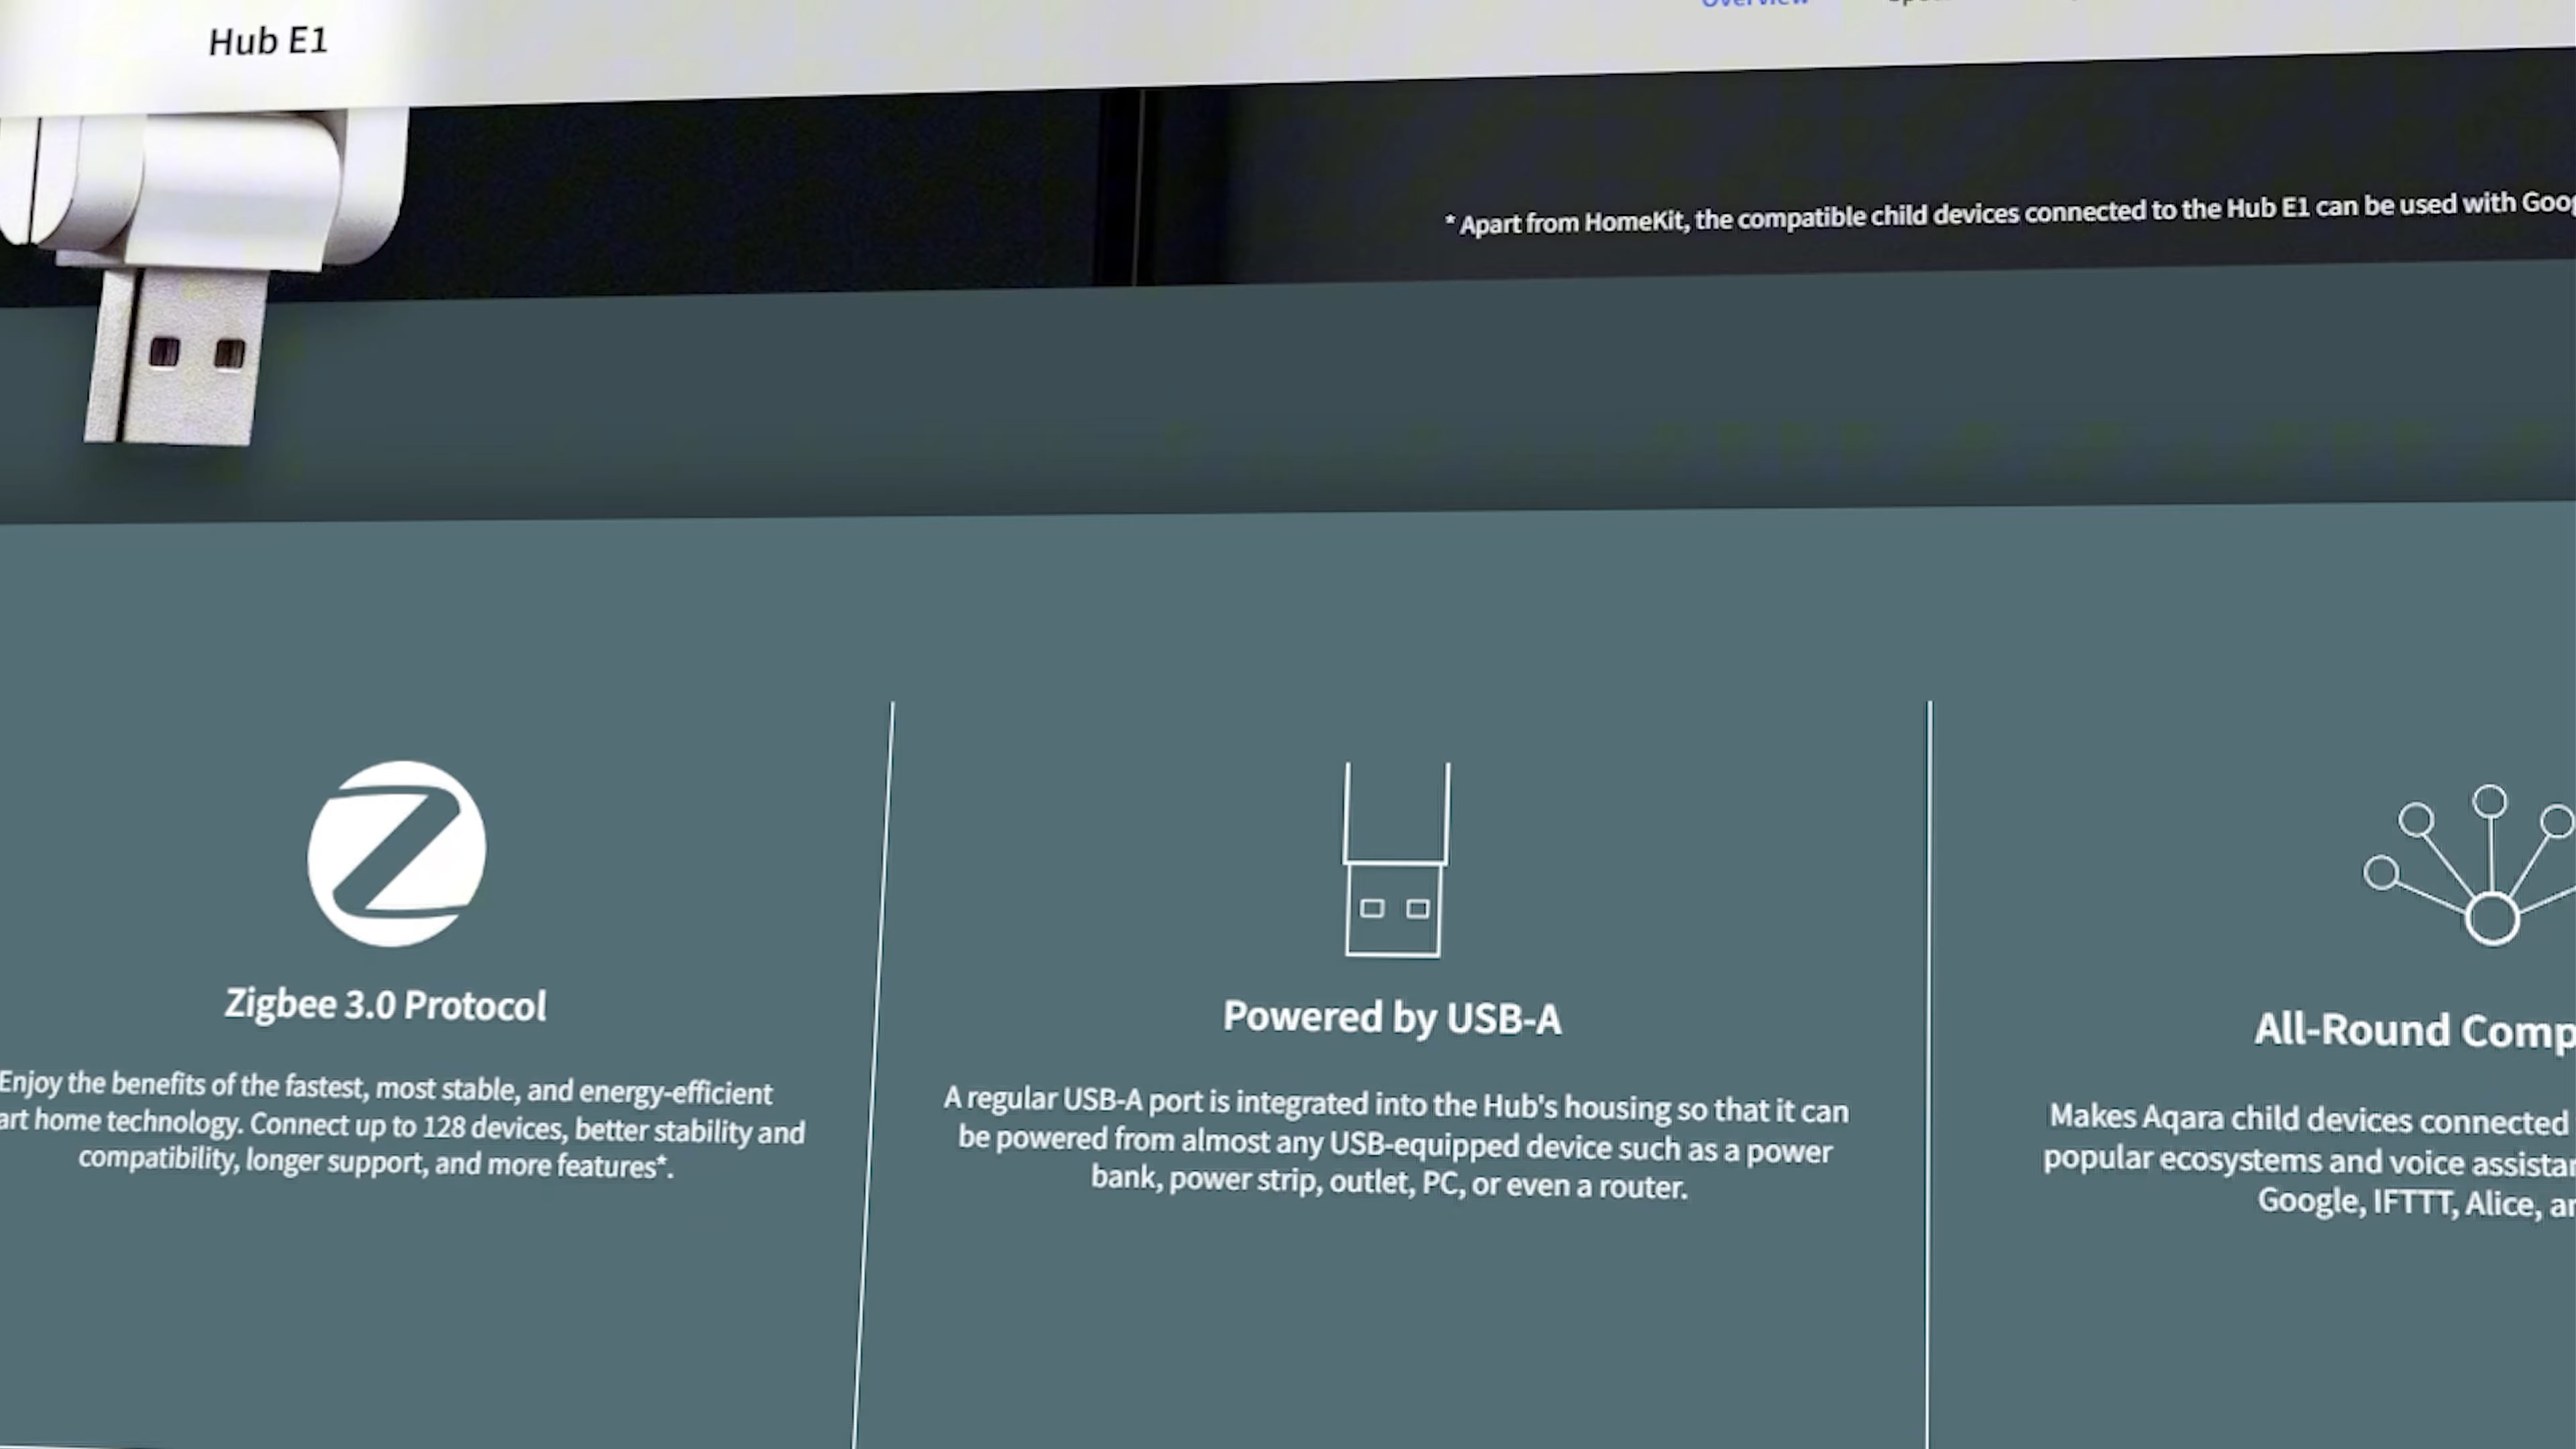 Overview
Hub E1
* Apart from HomeKit, the compatible child devices connected to the Hub E1 can be used with
Zigbee 3.0 Protocol
Enjoy the benefits of the fastest, most stable, and energy-efficient
home technology. Connect up to 128 devices, better stability and
compatibility, longer support, and more features*.
Powered by USB-A
A regular USB-A port is integrated into the Hub's housing so that it can
be powered from almost any USB-equipped device such as a power
bank, power strip, outlet, PC, or even a router.
All-Round
Makes Aqara child devices connected
popular ecosystems and voice
Google, IFTTT, Alice,